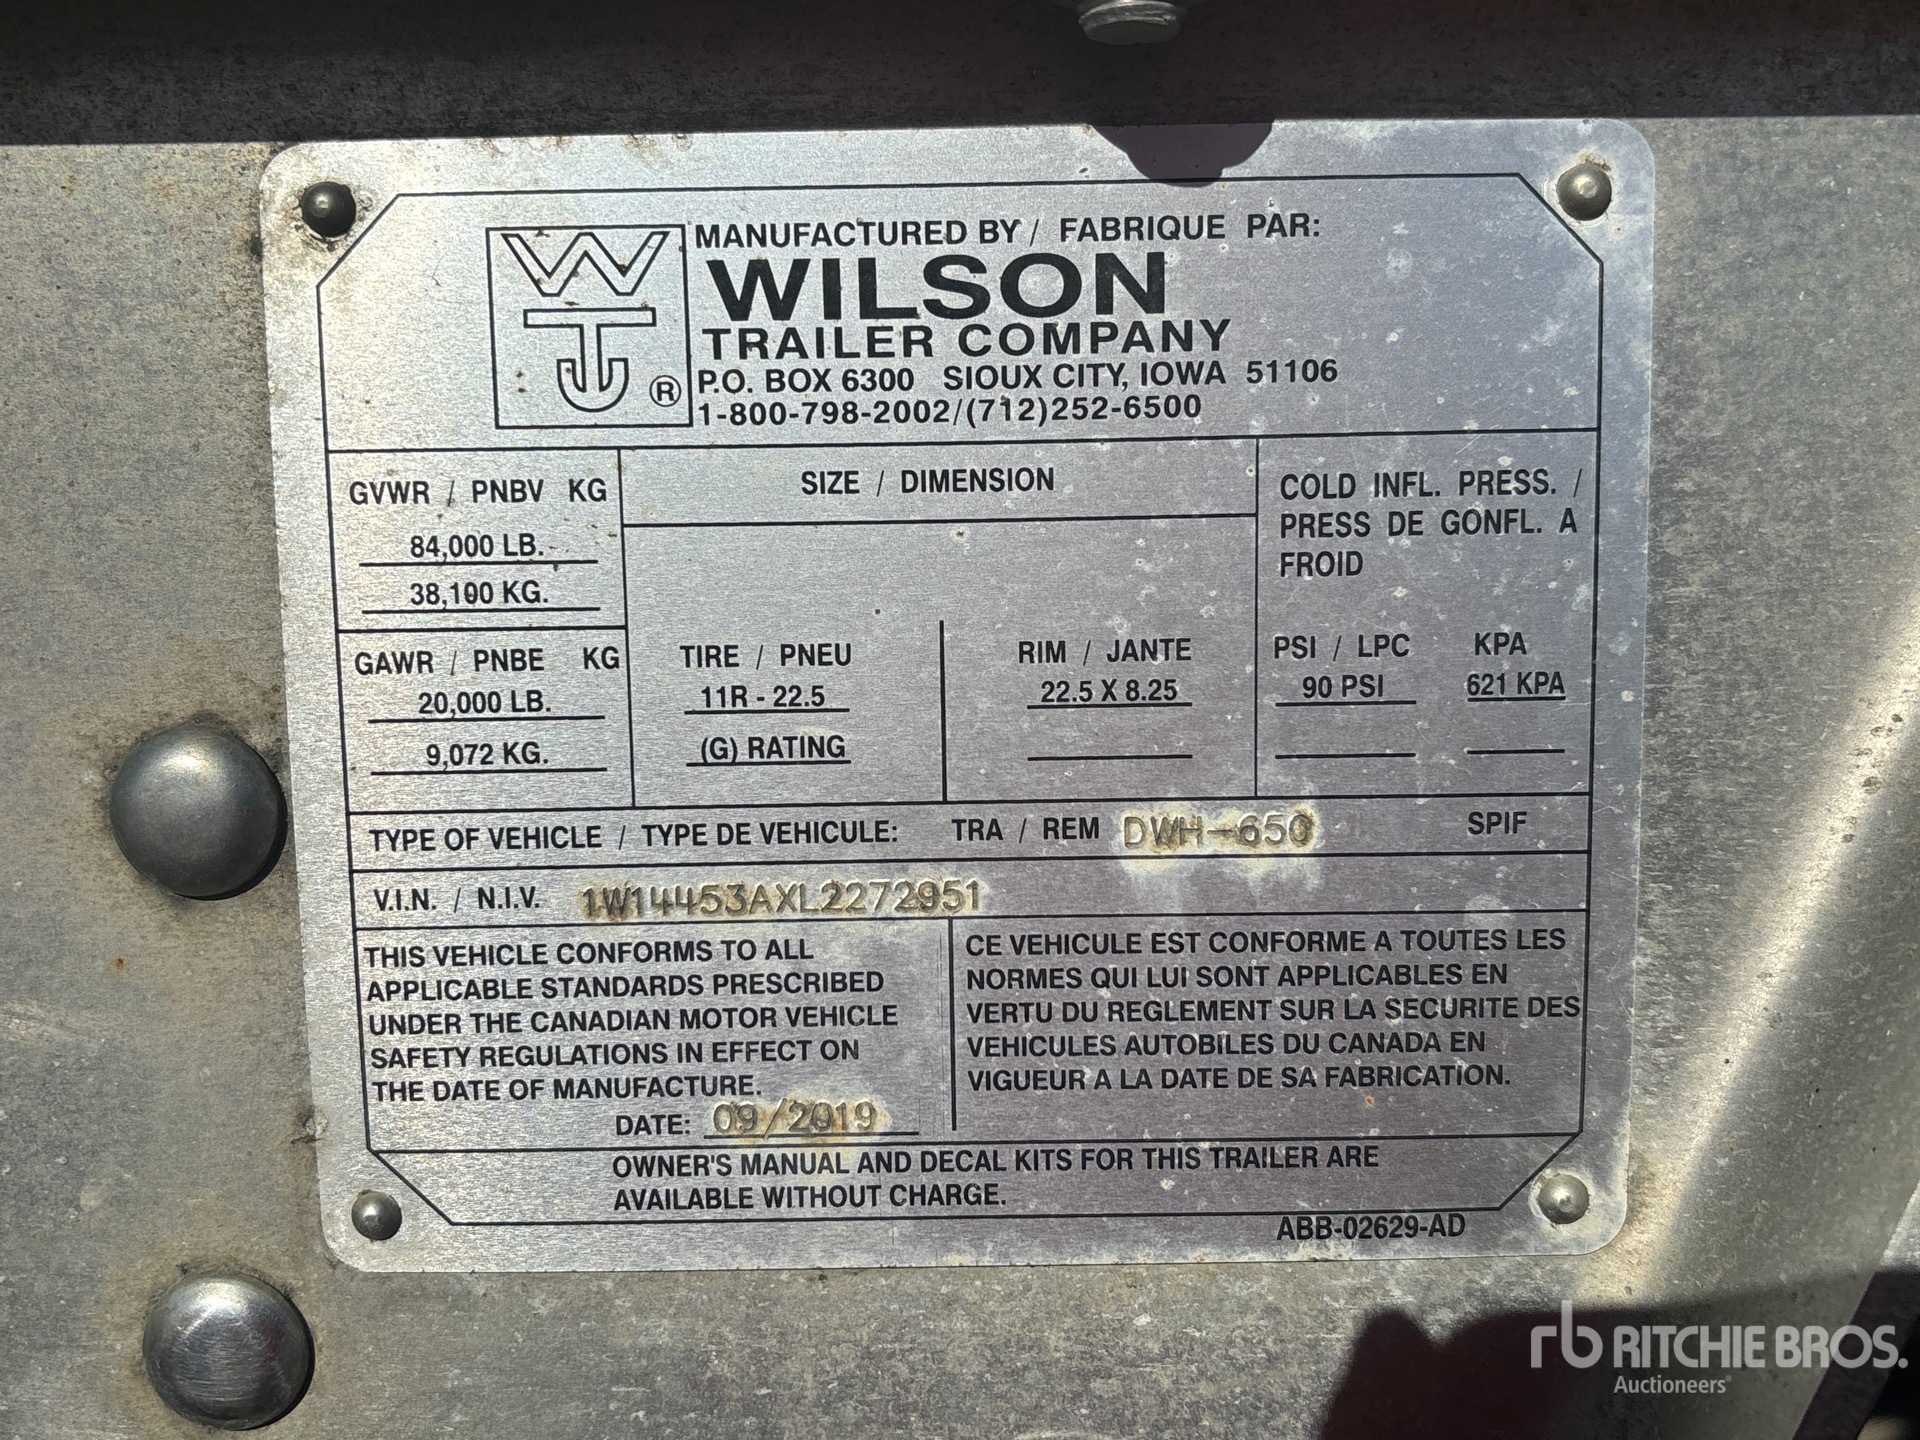 MANUFACTURED BY / FABRIQUE PAR:
WILSON
TRAILER COMPANY
P.O. BOX 6300 SIOUX CITY, IOWA 51106
1-800-798-2002/(712)252-6500
WTJ ®
GVWR / PNBV KG
84,000 LB.
38,100 KG.
GAWR / PNBE KG
20,000 LB.
9,072 KG.
SIZE / DIMENSION
TIRE / PNEU
11R - 22.5
(G) RATING
RIM / JANTE
22.5 X 8.25
COLD INFL. PRESS. /
PRESS DE GONFL. A
FROID
PSI / LPC KPA
90 PSI 621 KPA
TYPE OF VEHICLE / TYPE DE VEHICULE: TRA / REM DWH-650 SPIF
V.I.N. / N.I.V. 1W14453AXL2272951
THIS VEHICLE CONFORMS TO ALL
APPLICABLE STANDARDS PRESCRIBED
UNDER THE CANADIAN MOTOR VEHICLE
SAFETY REGULATIONS IN EFFECT ON
THE DATE OF MANUFACTURE.
DATE: 09/2019
CE VEHICULE EST CONFORME A TOUTES LES
NORMES QUI LUI SONT APPLICABLES EN
VERTU DU REGLEMENT SUR LA SECURITE DES
VEHICULES AUTOBILES DU CANADA EN
VIGUEUR A LA DATE DE SA FABRICATION.
OWNER'S MANUAL AND DECAL KITS FOR THIS TRAILER ARE
AVAILABLE WITHOUT CHARGE.
ABB-02629-AD
rb RITCHIE BROS.
Auctioneers